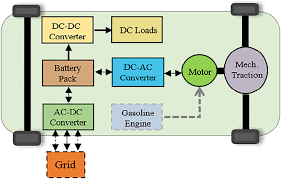 DC-DC
Converter
DC Loads
Battery
Pack
DC-AC
Converter
Motor
Mech.
Traction
AC-DC
Converter
Gasoline
Engine
Grid